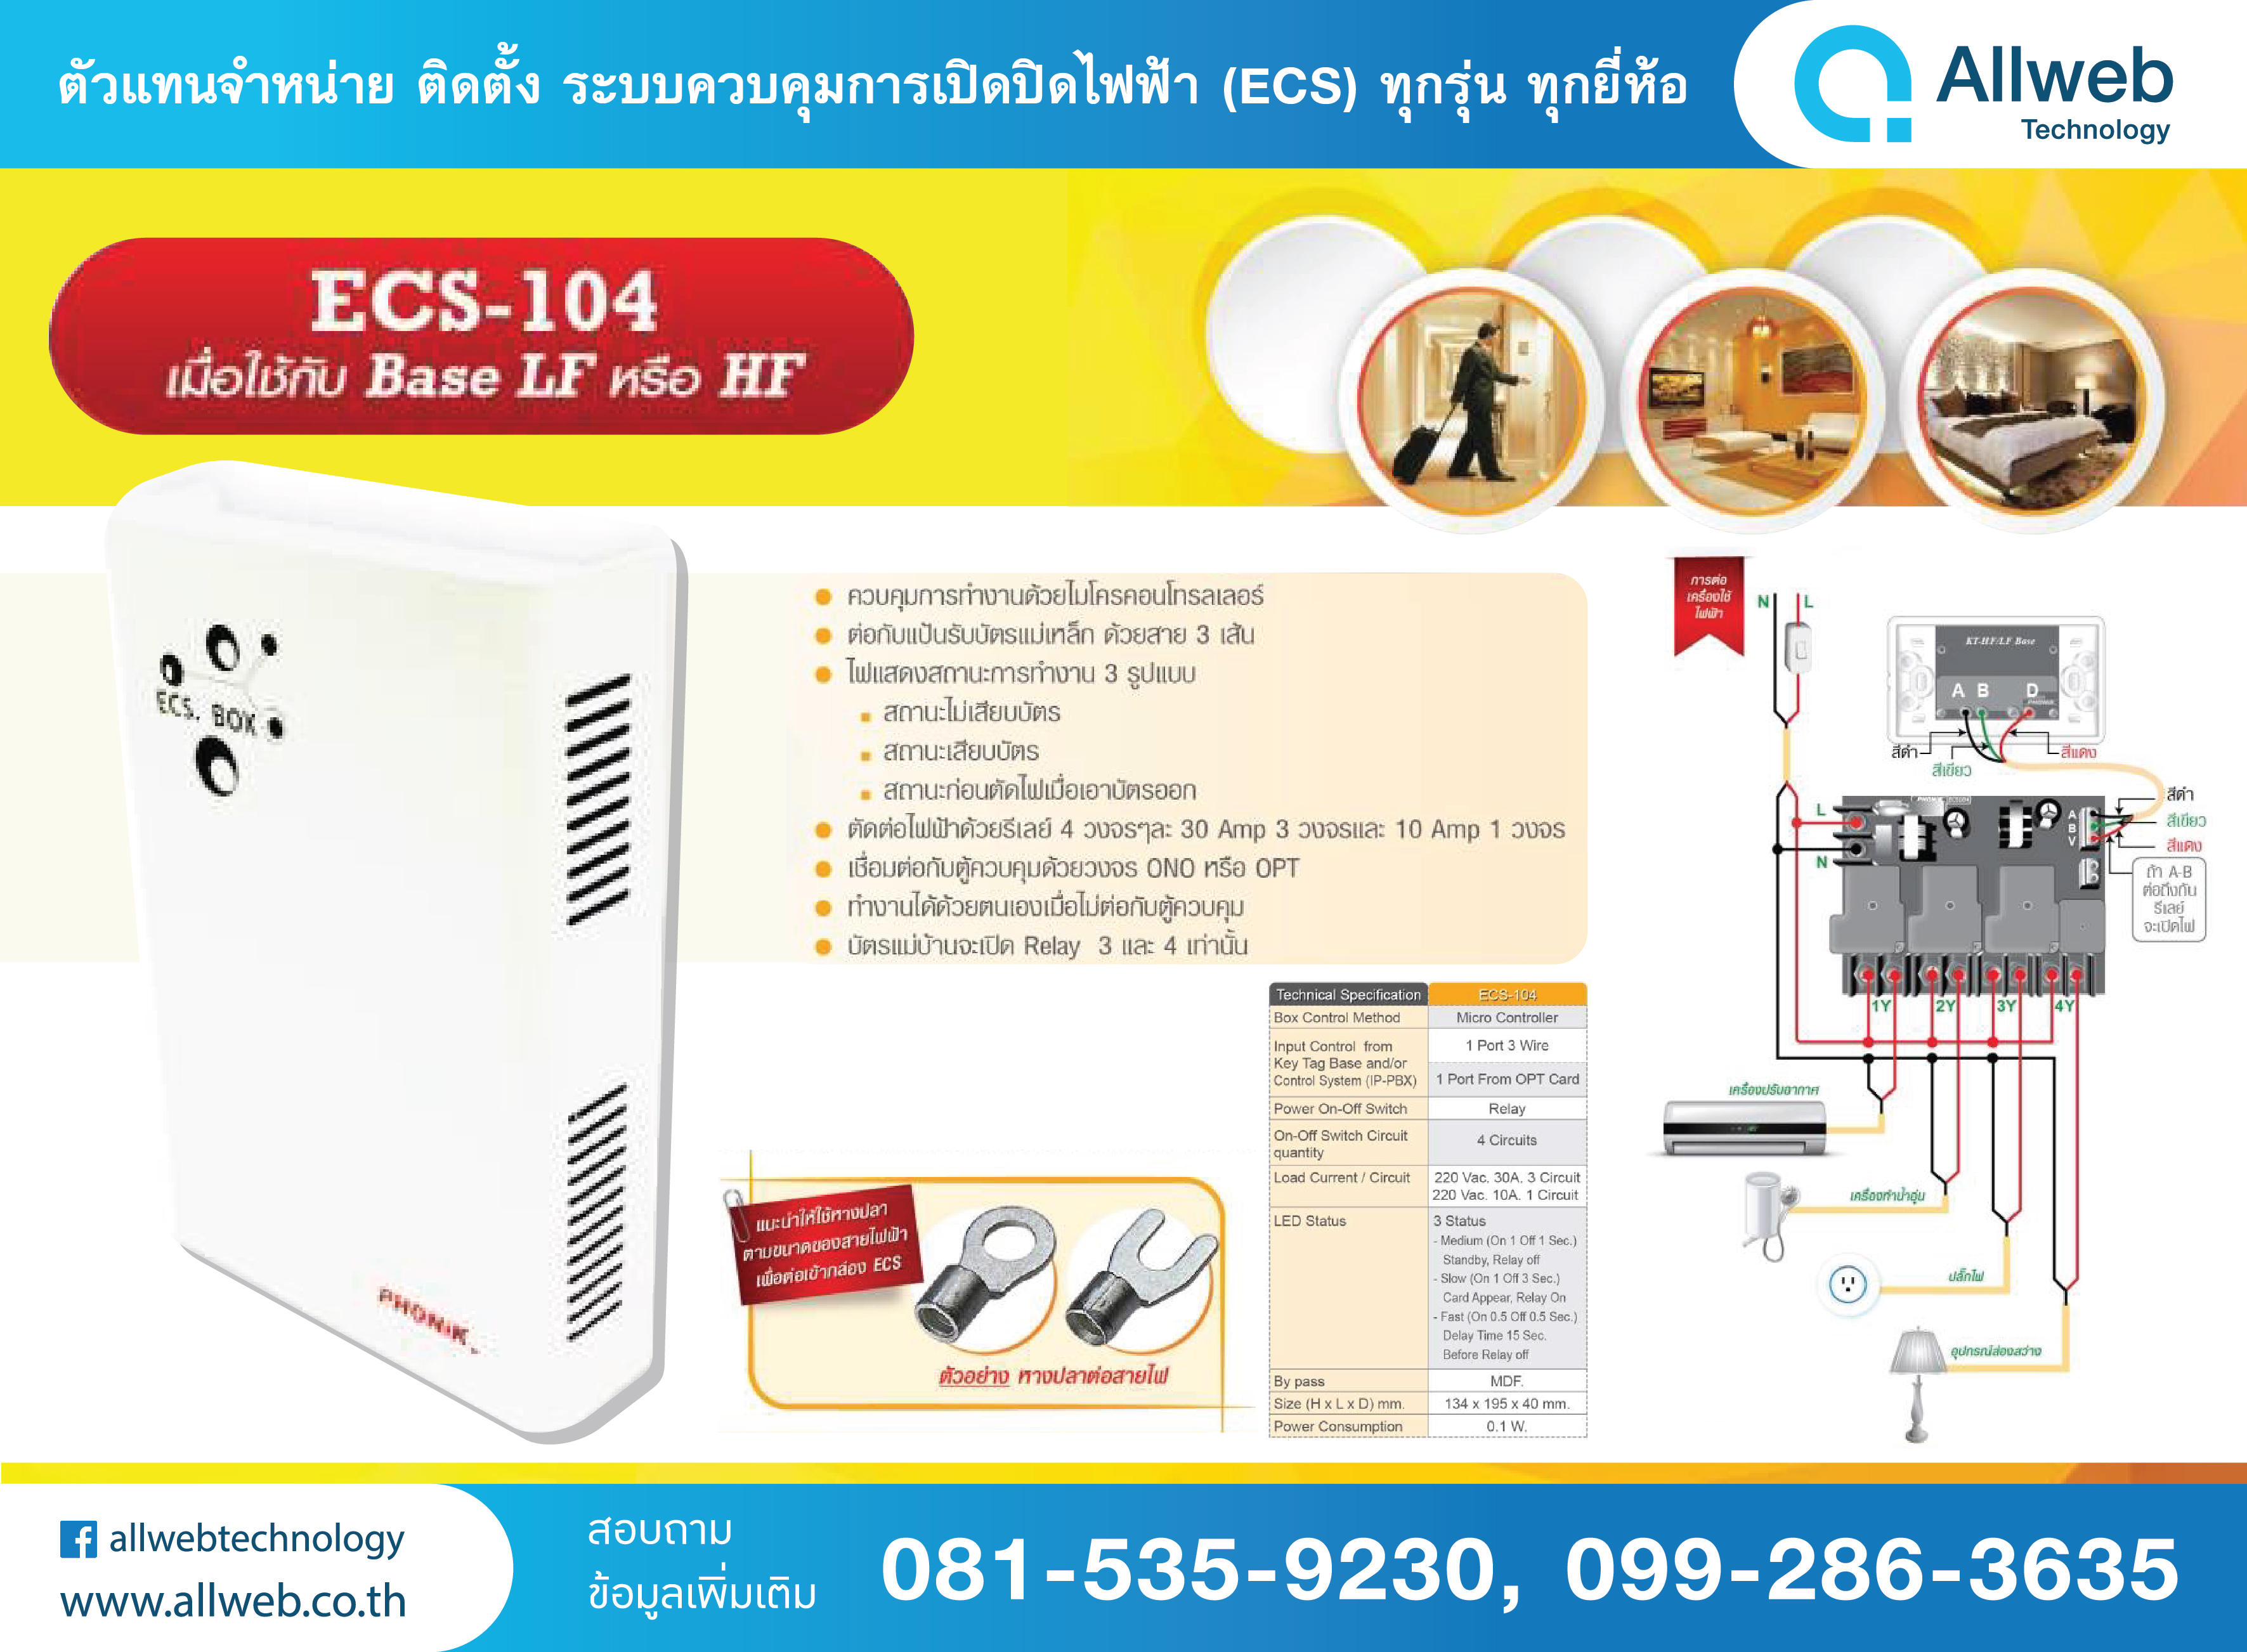 ตัวแทนจำหน่าย ติดตั้ง ระบบควบคุมการเปิดปิดไฟฟ้า (ECS) ทุกรุ่น ทุกยี่ห้อ
Allweb
Technology
ECS-104
เมื่อใช้กับ Base LF หรือ HF
ECS. BOX
PHONIK
ควบคุมการทำงานด้วยไมโครคอนโทรลเลอร์
ต่อกับแป้นรับบัตรแม่เหล็ก ด้วยสาย 3 เส้น
ไฟแสดงสถานะการทำงาน 3 รูปแบบ
สถานะไม่เสียบบัตร
สถานะเสียบบัตร
สถานะก่อนตัดไฟเมื่อเอาบัตรออก
ตัดต่อไฟฟ้าด้วยรีเลย์ 4 วงจรๆละ 30 Amp 3 วงจรและ 10 Amp 1 วงจร
เชื่อมต่อกับตู้ควบคุมด้วยวงจร ONO หรือ OPT
ทำงานได้ด้วยตนเองเมื่อไม่ต่อกับตู้ควบคุม
บัตรแม่บ้านจะเปิด Relay 3 และ 4 เท่านั้น
แนะนำให้ใช้หางปลา
ตามขนาดของสายไฟฟ้า
เพื่อต่อเข้ากล่อง ECS
ตัวอย่าง หางปลาต่อสายไฟ
Technical Specification ECS-104
Box Control Method Micro Controller
Input Control from
Key Tag Base and/or
Control System (IP-PBX)
1 Port 3 Wire
1 Port From OPT Card
Power On-Off Switch Relay
On-Off Switch Circuit
quantity
4 Circuits
Load Current / Circuit 220 Vac. 30A. 3 Circuit
220 Vac. 10A. 1 Circuit
LED Status 3 Status
- Medium (On 1 Off 1 Sec.)
Standby, Relay off
- Slow (On 1 Off 3 Sec.)
Card Appear, Relay On
- Fast (On 0.5 Off 0.5 Sec.)
Delay Time 15 Sec.
Before Relay off
By pass MDF.
Size (H x L x D) mm. 134 x 195 x 40 mm.
Power Consumption 0.1 W.
การต่อ
เครื่องใช้
ไฟฟ้า
N L
KT-HF/LF Base
A B D
PHONIK
สีดำ
สีเขียว
สีแดง
L
N
A
B
V
สีดำ
สีเขียว
สีแดง
ถ้า A-B
ต่อถึงกัน
รีเลย์
จะเปิดไฟ
1Y 2Y 3Y 4Y
เครื่องปรับอากาศ
เครื่องทำน้ำอุ่น
ปลั๊กไฟ
อุปกรณ์ส่องสว่าง
allwebtechnology
www.allweb.co.th
สอบถาม
ข้อมูลเพิ่มเติม
081-535-9230, 099-286-3635